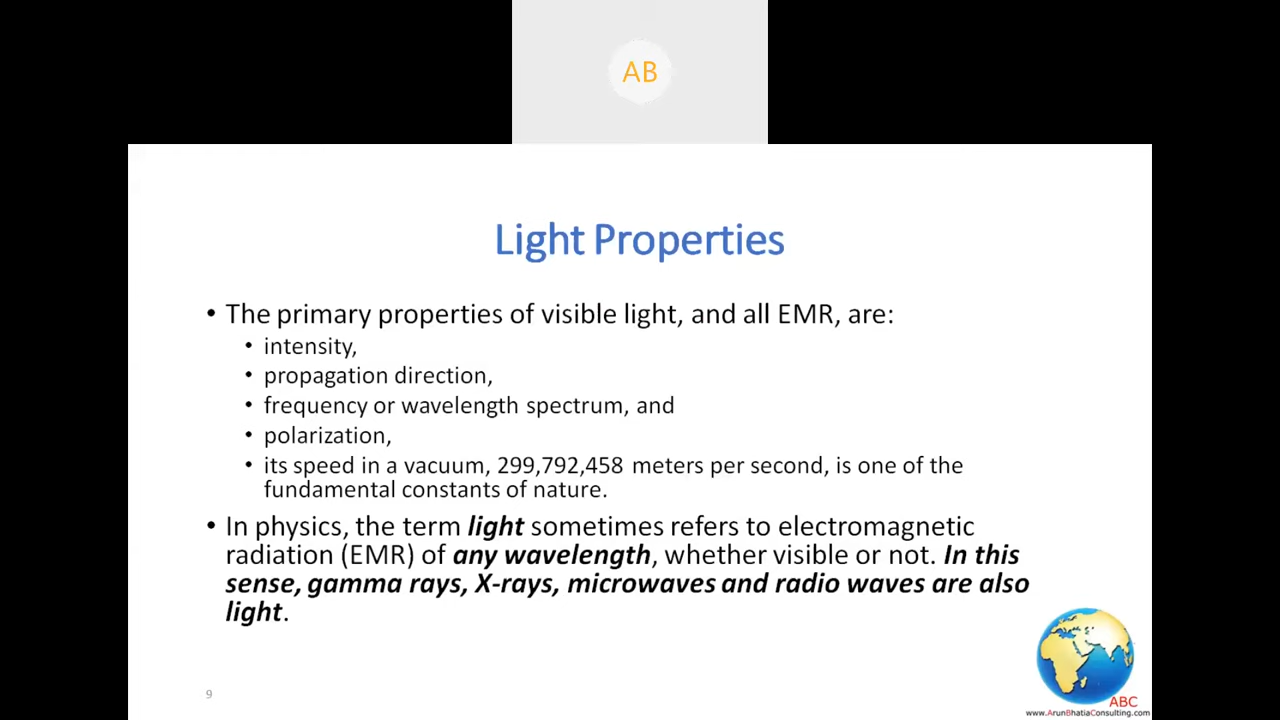 AB
Light Properties
• The primary properties of visible light, and all EMR, are:
• intensity,
• propagation direction,
• frequency or wavelength spectrum, and
• polarization,
• its speed in a vacuum, 299,792,458 meters per second, is one of the
fundamental constants of nature.
• In physics, the term light sometimes refers to electromagnetic
radiation (EMR) of any wavelength, whether visible or not. In this
sense, gamma rays, X-rays, microwaves and radio waves are also
light.
9
ABC
www.ArunBhatiaConsulting.com